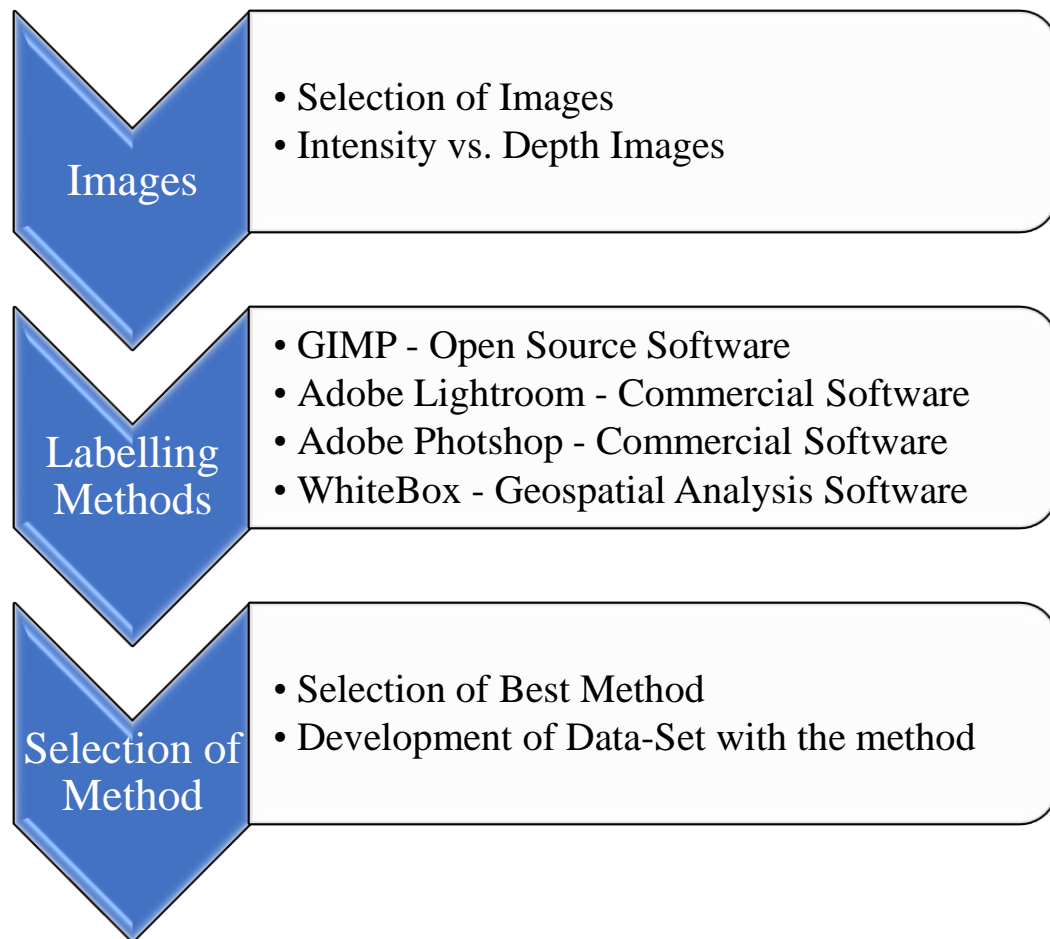 Images
• Selection of Images
• Intensity vs. Depth Images
Labelling
Methods
• GIMP - Open Source Software
• Adobe Lightroom - Commercial Software
• Adobe Photshop - Commercial Software
• WhiteBox - Geospatial Analysis Software
Selection of
Method
• Selection of Best Method
• Development of Data-Set with the method